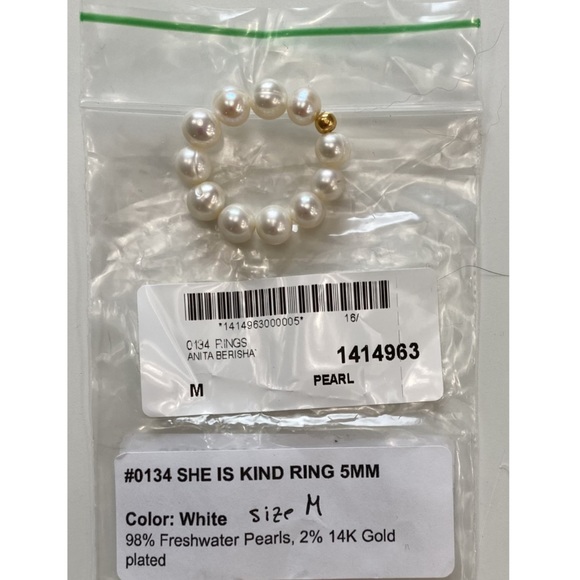 *1414963000005* 16/
0134 RINGS
ANITA BERISHA
1414963
M PEARL
#0134 SHE IS KIND RING 5MM
Color: White size M
98% Freshwater Pearls, 2% 14K Gold
plated